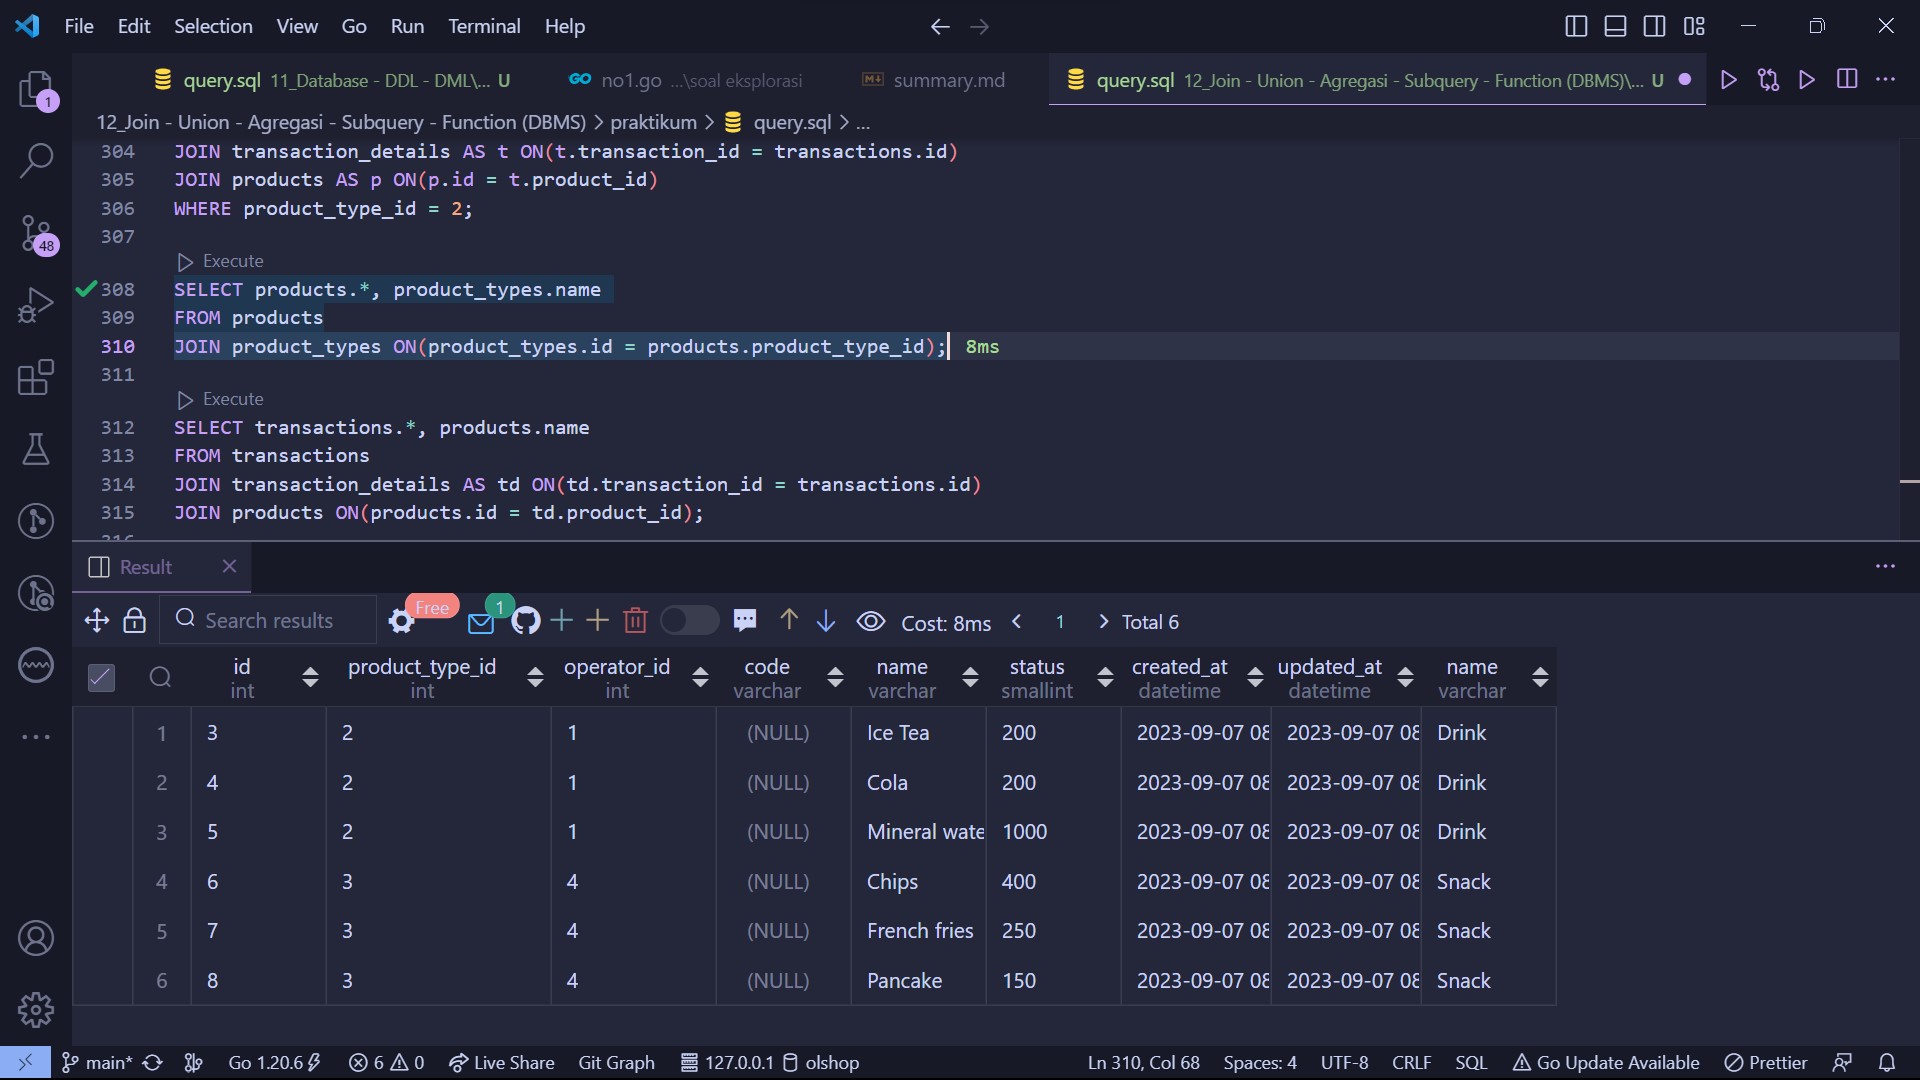 File Edit Selection View Go Run Terminal Help
query.sql 11_Database - DDL - DML\... U
no1.go ...\soal eksplorasi
summary.md
query.sql 12_Join - Union - Agregasi - Subquery - Function (DBMS)\... U
12_Join - Union - Agregasi - Subquery - Function (DBMS) > praktikum > query.sql > ...
304 JOIN transaction_details AS t ON(t.transaction_id = transactions.id)
305 JOIN products AS p ON(p.id = t.product_id)
306 WHERE product_type_id = 2;
307
Execute
308 SELECT products.*, product_types.name
309 FROM products
310 JOIN product_types ON(product_types.id = products.product_type_id); 8ms
311
Execute
312 SELECT transactions.*, products.name
313 FROM transactions
314 JOIN transaction_details AS td ON(td.transaction_id = transactions.id)
315 JOIN products ON(products.id = td.product_id);
1
48
Result
Search results Free 1 Cost: 8ms < 1 > Total 6
id product_type_id operator_id code name status created_at updated_at name
int int int varchar varchar smallint datetime datetime varchar
1 3 2 1 (NULL) Ice Tea 200 2023-09-07 08 2023-09-07 08 Drink
2 4 2 1 (NULL) Cola 200 2023-09-07 08 2023-09-07 08 Drink
3 5 2 1 (NULL) Mineral wate 1000 2023-09-07 08 2023-09-07 08 Drink
4 6 3 4 (NULL) Chips 400 2023-09-07 08 2023-09-07 08 Snack
5 7 3 4 (NULL) French fries 250 2023-09-07 08 2023-09-07 08 Snack
6 8 3 4 (NULL) Pancake 150 2023-09-07 08 2023-09-07 08 Snack
main* Go 1.20.6 6 0 Live Share Git Graph 127.0.0.1 olshop Ln 310, Col 68 Spaces: 4 UTF-8 CRLF SQL Go Update Available Prettier